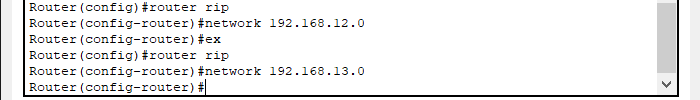 Router(config)#router rip
Router(config-router)#network 192.168.12.0
Router(config-router)#ex
Router(config)#router rip
Router(config-router)#network 192.168.13.0
Router(config-router)#